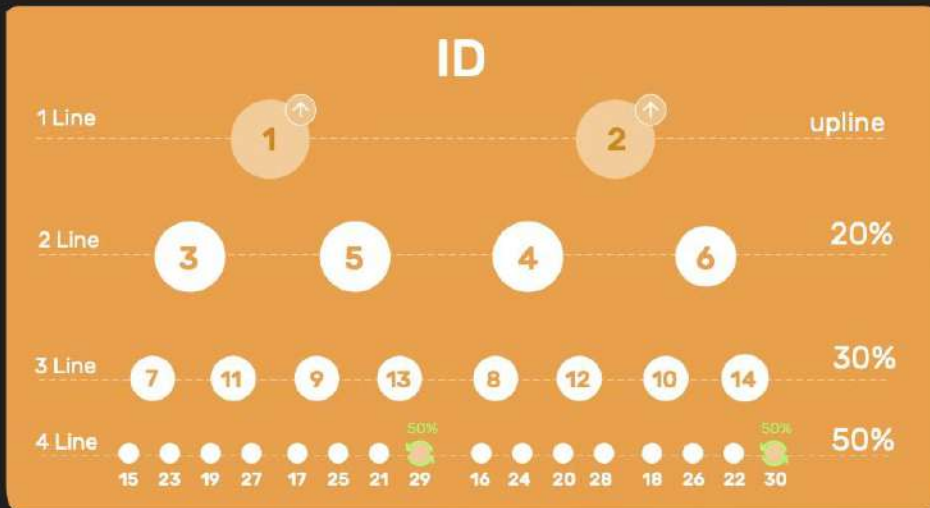 ID
1 Line 1 2 upline
2 Line 3 5 4 6 20%
3 Line 7 11 9 13 8 12 10 14 30%
50% 50%
4 Line 50%
15 23 19 27 17 25 21 29 16 24 20 28 18 26 22 30